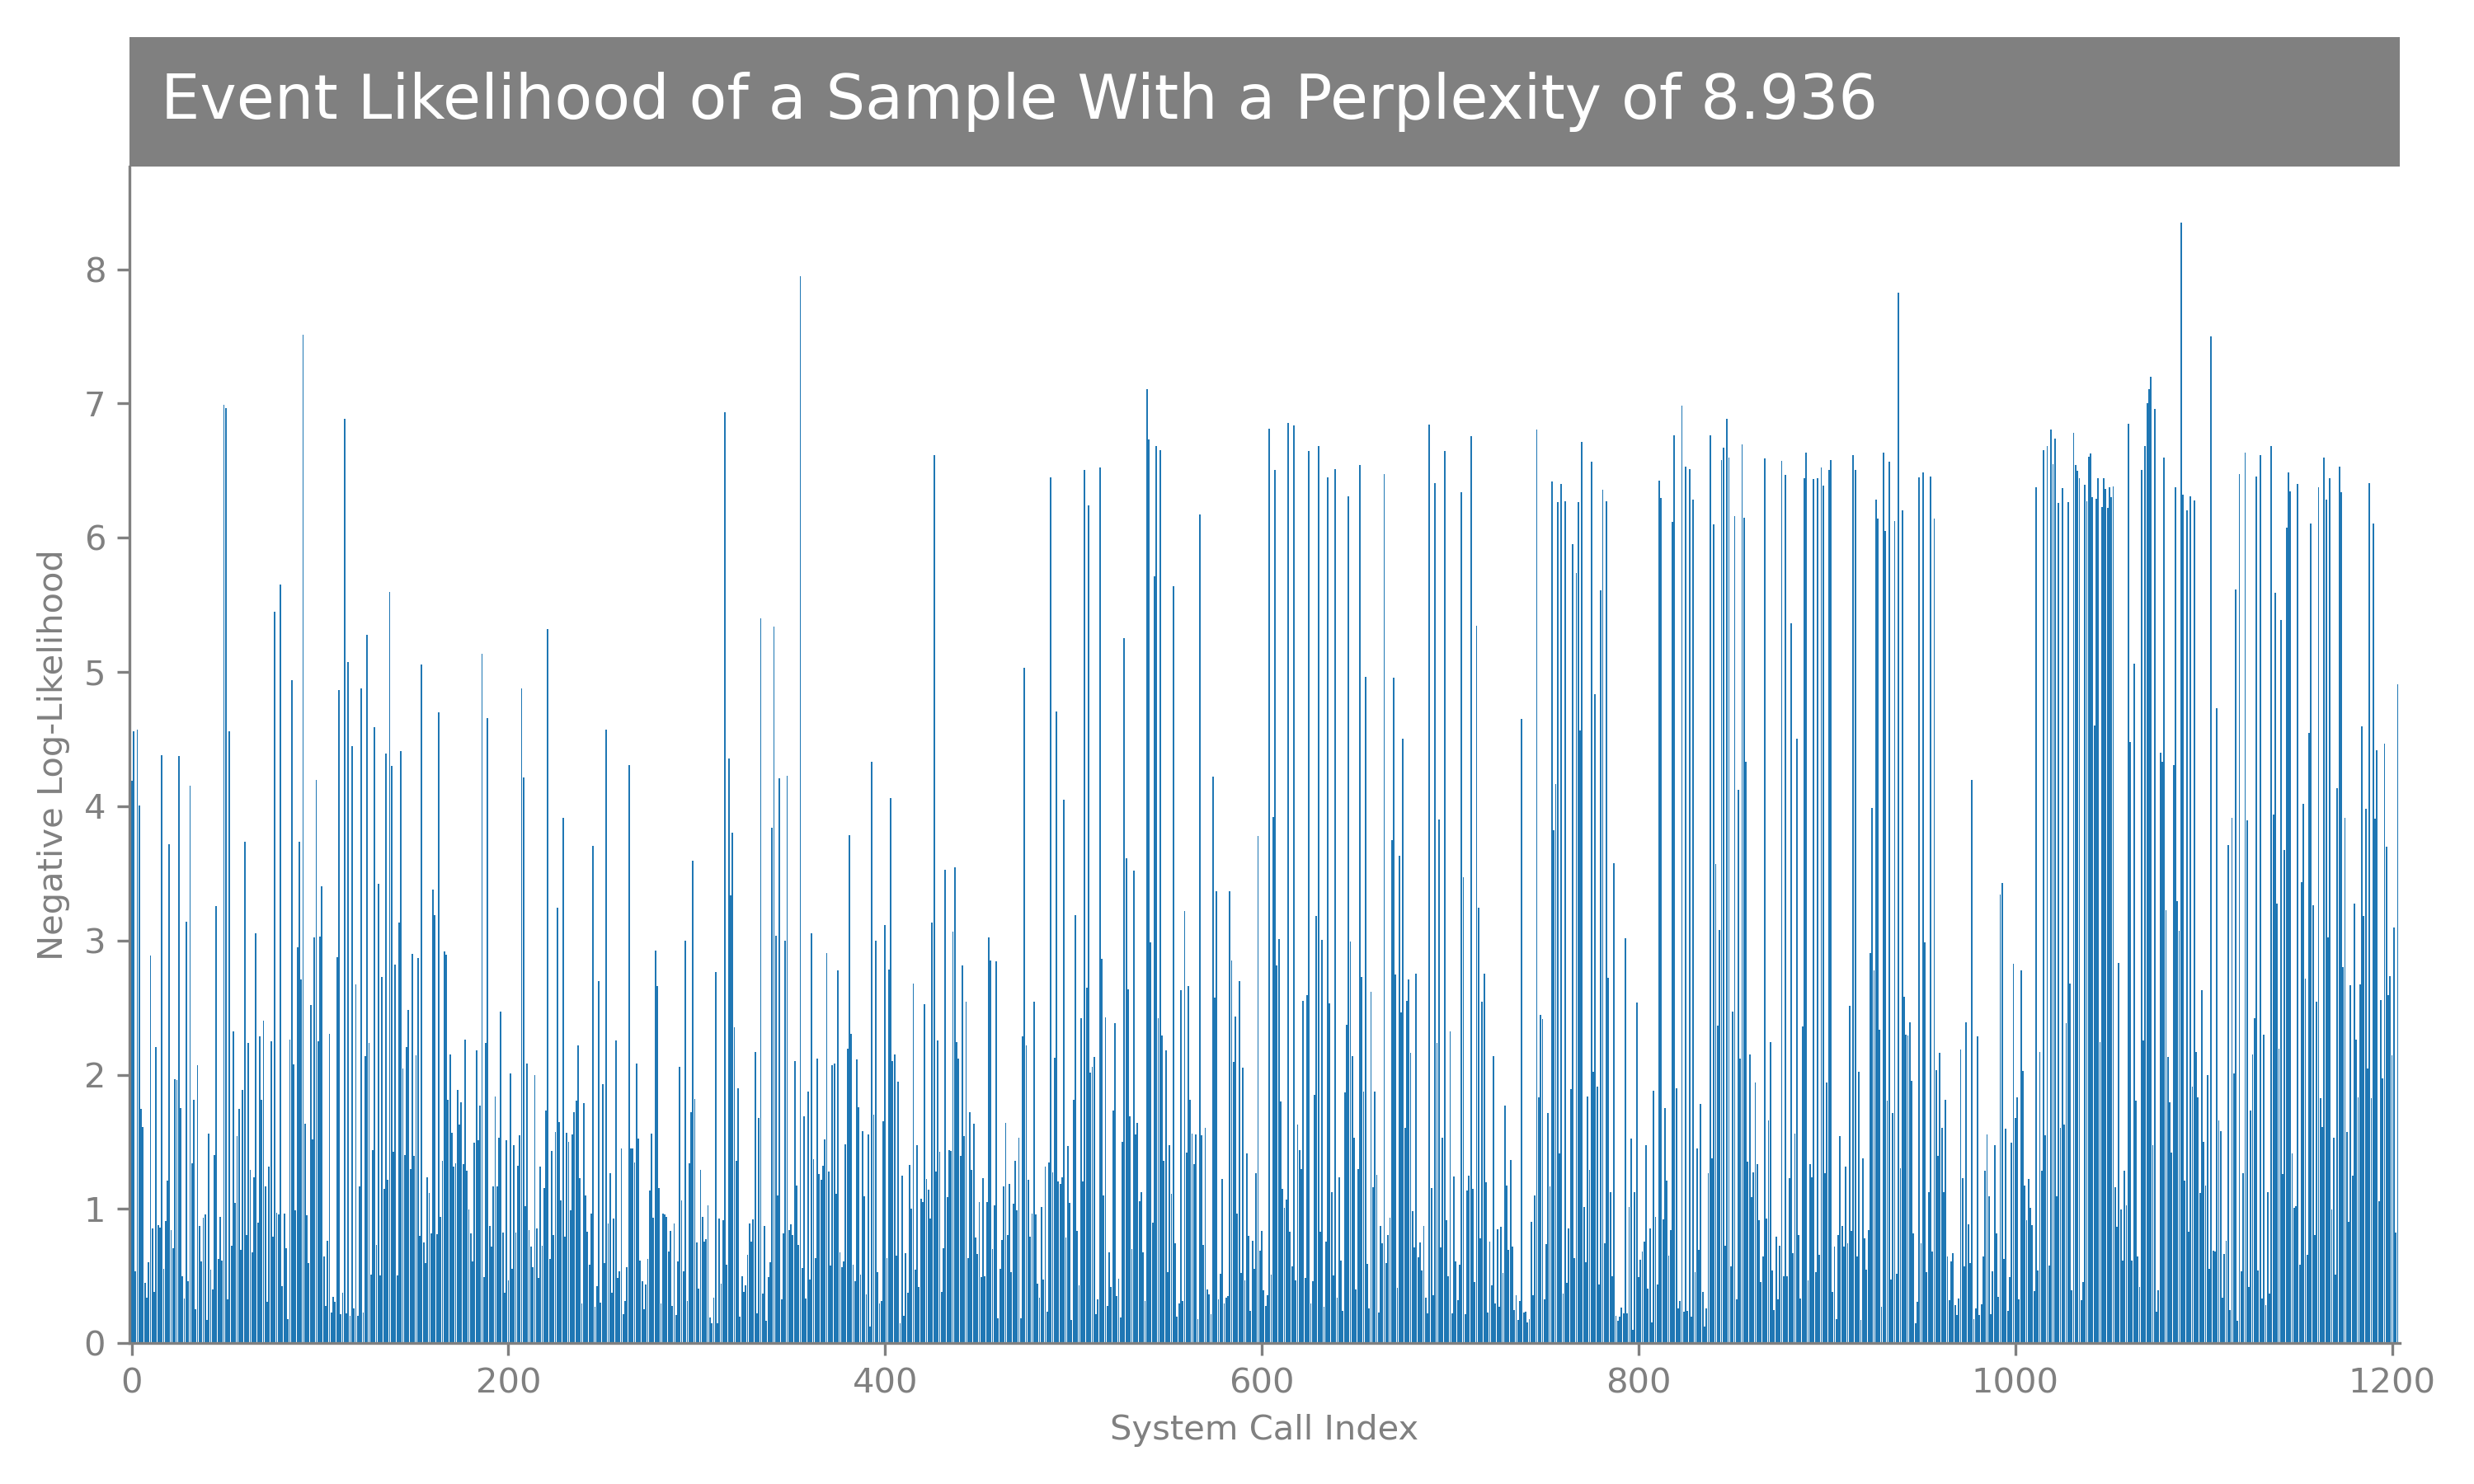 Event Likelihood of a Sample With a Perplexity of 8.936
8
7
6
5
4
3
2
1
0
Negative Log-Likelihood
0 200 400 600 800 1000 1200
System Call Index